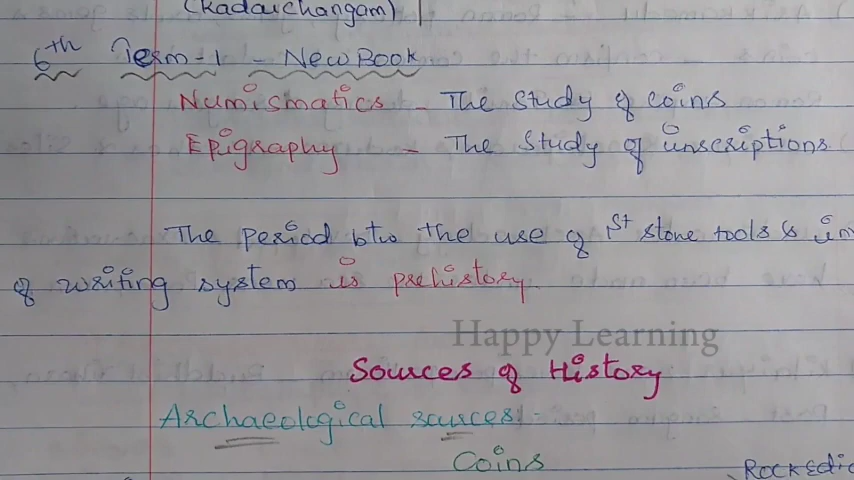 (Kadaichangam)
6th Term-1 - New Book
Numismatics - The study of coins
Epigraphy - The study of inscriptions
The period btw the use of 1st stone tools & in
of writing system is prehistory.
Happy Learning
Sources of History
Archaeological sources:-
Coins
Rock Edic